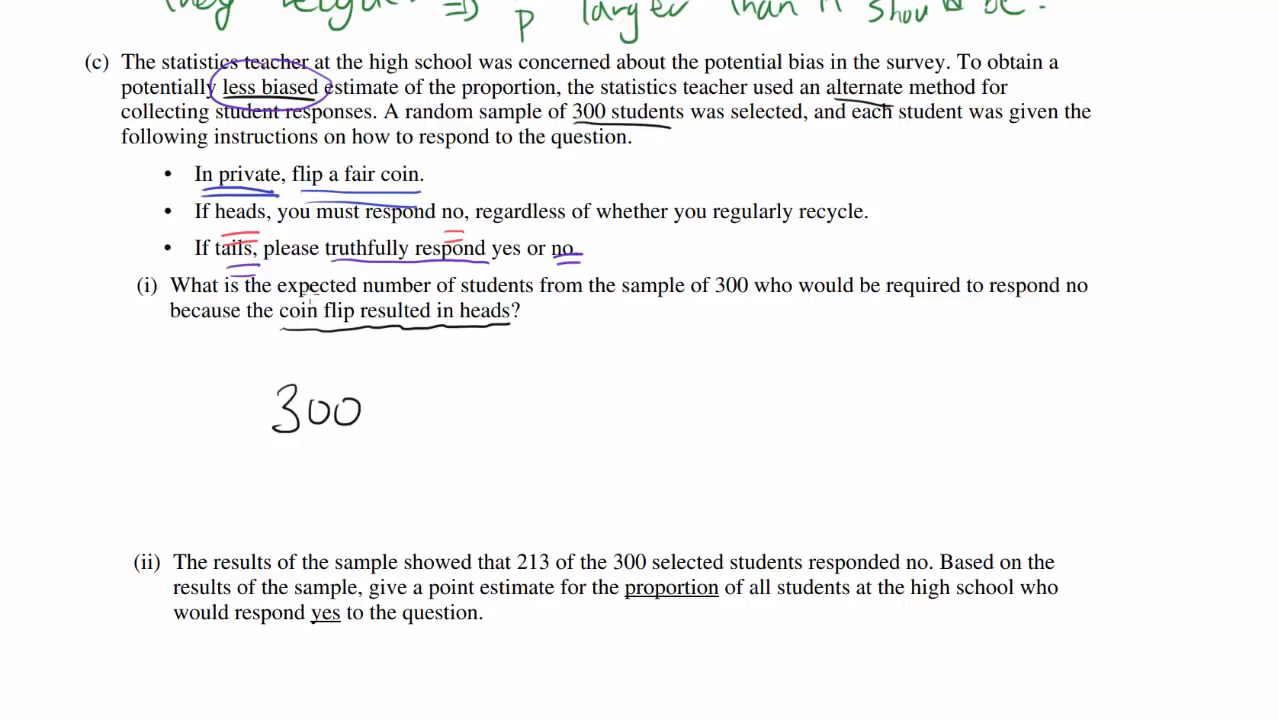 they recycle. ⇒ p larger than it should be.
(c) The statistics teacher at the high school was concerned about the potential bias in the survey. To obtain a
potentially less biased estimate of the proportion, the statistics teacher used an alternate method for
collecting student responses. A random sample of 300 students was selected, and each student was given the
following instructions on how to respond to the question.
• In private, flip a fair coin.
• If heads, you must respond no, regardless of whether you regularly recycle.
• If tails, please truthfully respond yes or no.
(i) What is the expected number of students from the sample of 300 who would be required to respond no
because the coin flip resulted in heads?
300
(ii) The results of the sample showed that 213 of the 300 selected students responded no. Based on the
results of the sample, give a point estimate for the proportion of all students at the high school who
would respond yes to the question.